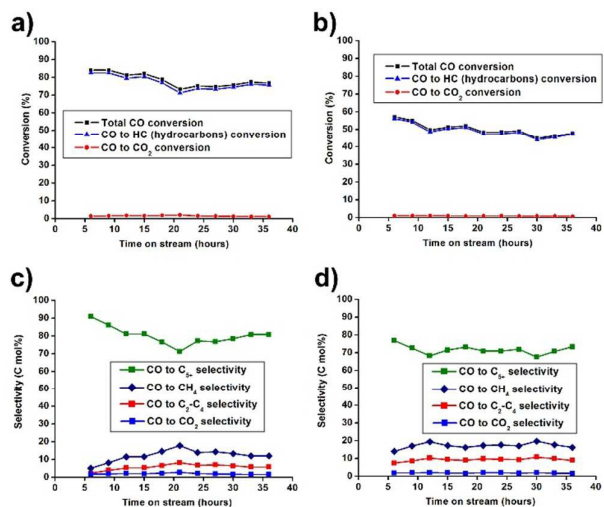 a)
100
90
80
70
60
50
40
30
20
10
0
Conversion (%)
Total CO conversion
CO to HC (hydrocarbons) conversion
CO to CO2 conversion
0 5 10 15 20 25 30 35 40
Time on stream (hours)
b)
100
90
80
70
60
50
40
30
20
10
0
Conversion (%)
Total CO conversion
CO to HC (hydrocarbons) conversion
CO to CO2 conversion
0 5 10 15 20 25 30 35 40
Time on stream (hours)
c)
100
90
80
70
60
50
40
30
20
10
0
Selectivity (C mol%)
CO to C5+ selectivity
CO to CH4 selectivity
CO to C2-C4 selectivity
CO to CO2 selectivity
0 5 10 15 20 25 30 35 40
Time on stream (hours)
d)
100
90
80
70
60
50
40
30
20
10
0
Selectivity (C mol%)
CO to C5+ selectivity
CO to CH4 selectivity
CO to C2-C4 selectivity
CO to CO2 selectivity
0 5 10 15 20 25 30 35 40
Time on stream (hours)